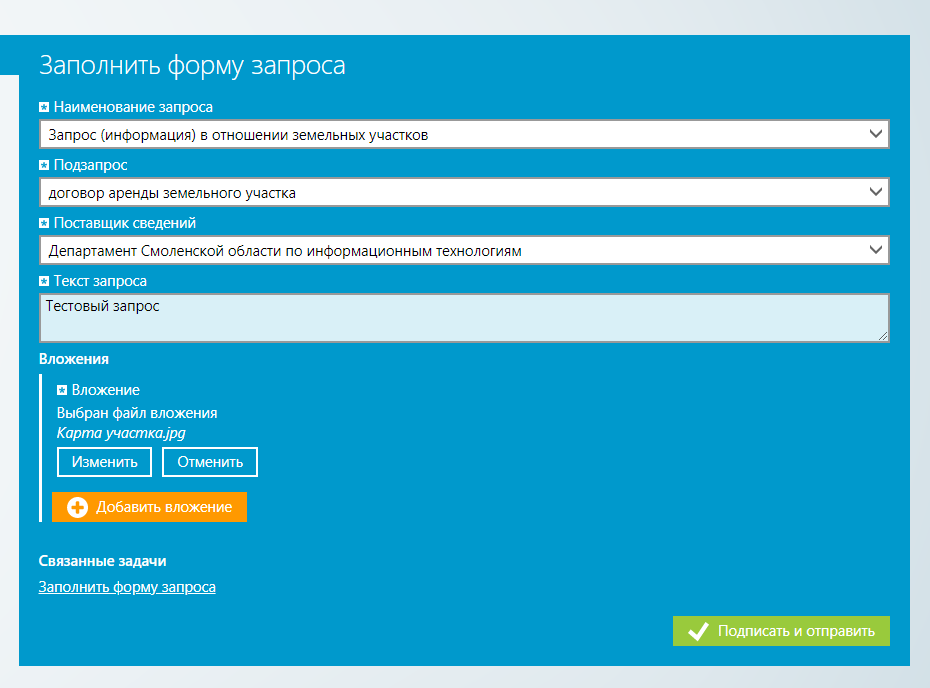 Заполнить форму запроса
Наименование запроса
Запрос (информация) в отношении земельных участков
Подзапрос
договор аренды земельного участка
Поставщик сведений
Департамент Смоленской области по информационным технологиям
Текст запроса
Тестовый запрос
Вложения
Вложение
Выбран файл вложения
Карта участка.jpg
Изменить Отменить
Добавить вложение
Связанные задачи
Заполнить форму запроса
Подписать и отправить